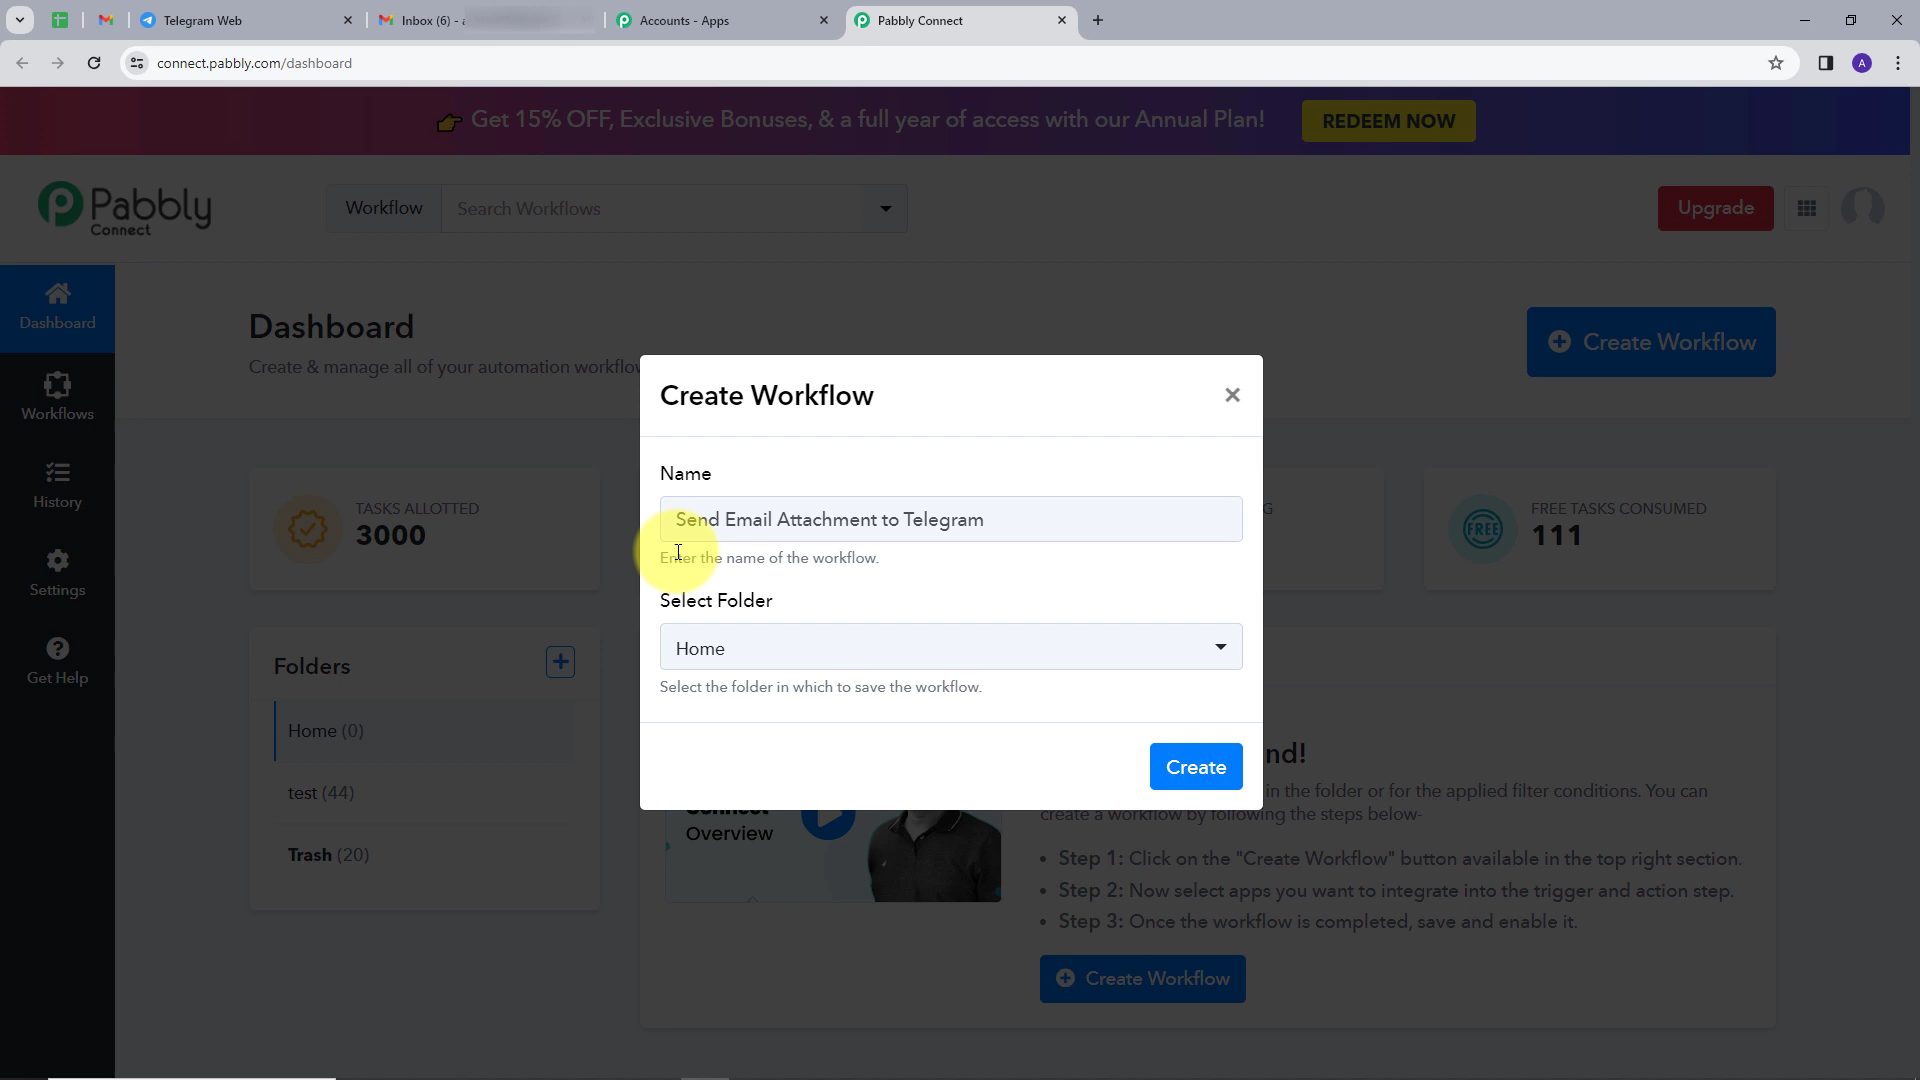 Telegram Web
Inbox (6) -
Accounts - Apps
Pabbly Connect
connect.pabbly.com/dashboard
A
Get 15% OFF, Exclusive Bonuses, & a full year of access with our Annual Plan!
REDEEM NOW
Pabbly
Connect
Workflow
Search Workflows
Upgrade
Dashboard
Workflows
History
Settings
Get Help
Dashboard
Create & manage all of your automation workflow
Create Workflow
TASKS ALLOTTED
3000
G
FREE
FREE TASKS CONSUMED
111
Folders
Home (0)
test (44)
Trash (20)
Create Workflow
Name
Send Email Attachment to Telegram
Enter the name of the workflow.
Select Folder
Home
Select the folder in which to save the workflow.
Create
Connect
Overview
nd!
in the folder or for the applied filter conditions. You can
create a workflow by following the steps below-
• Step 1: Click on the "Create Workflow" button available in the top right section.
• Step 2: Now select apps you want to integrate into the trigger and action step.
• Step 3: Once the workflow is completed, save and enable it.
Create Workflow